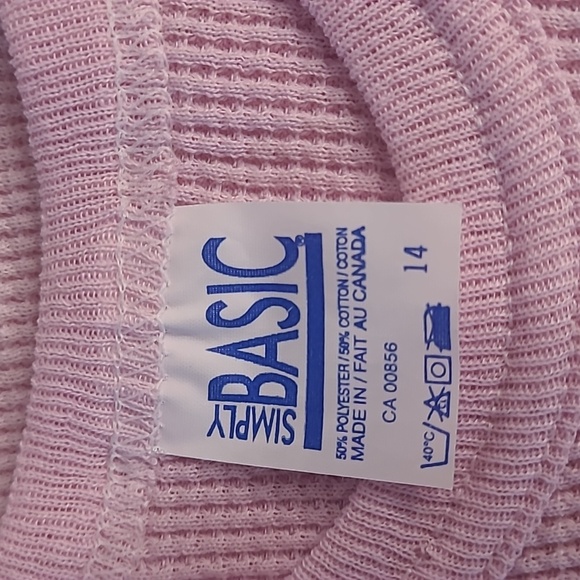 SIMPLY
BASIC®
50% POLYESTER / 50% COTTON / COTON
MADE IN / FAIT AU CANADA
CA 00856
14
40°C